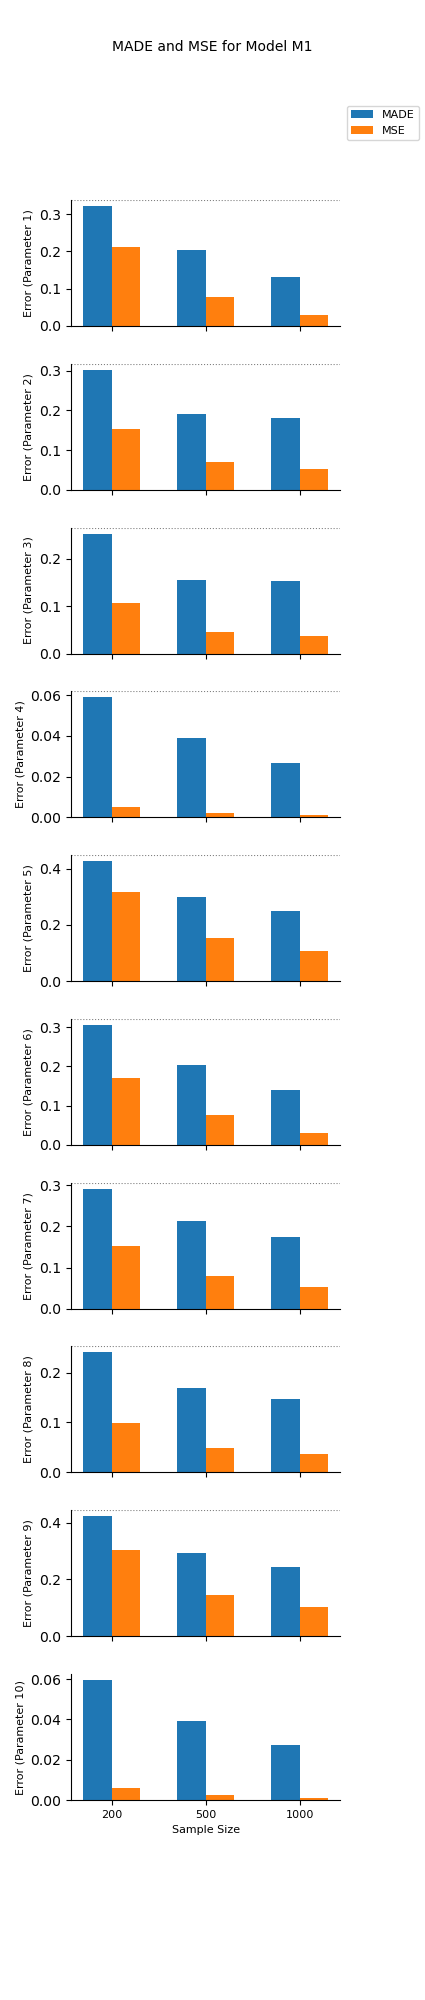 MADE and MSE for Model M1
MADE
MSE
Error (Parameter 1)
0.3
0.2
0.1
0.0
Error (Parameter 2)
0.3
0.2
0.1
0.0
Error (Parameter 3)
0.2
0.1
0.0
Error (Parameter 4)
0.06
0.04
0.02
0.00
Error (Parameter 5)
0.4
0.2
0.0
Error (Parameter 6)
0.3
0.2
0.1
0.0
Error (Parameter 7)
0.3
0.2
0.1
0.0
Error (Parameter 8)
0.2
0.1
0.0
Error (Parameter 9)
0.4
0.2
0.0
Error (Parameter 10)
0.06
0.04
0.02
0.00
200 500 1000
Sample Size